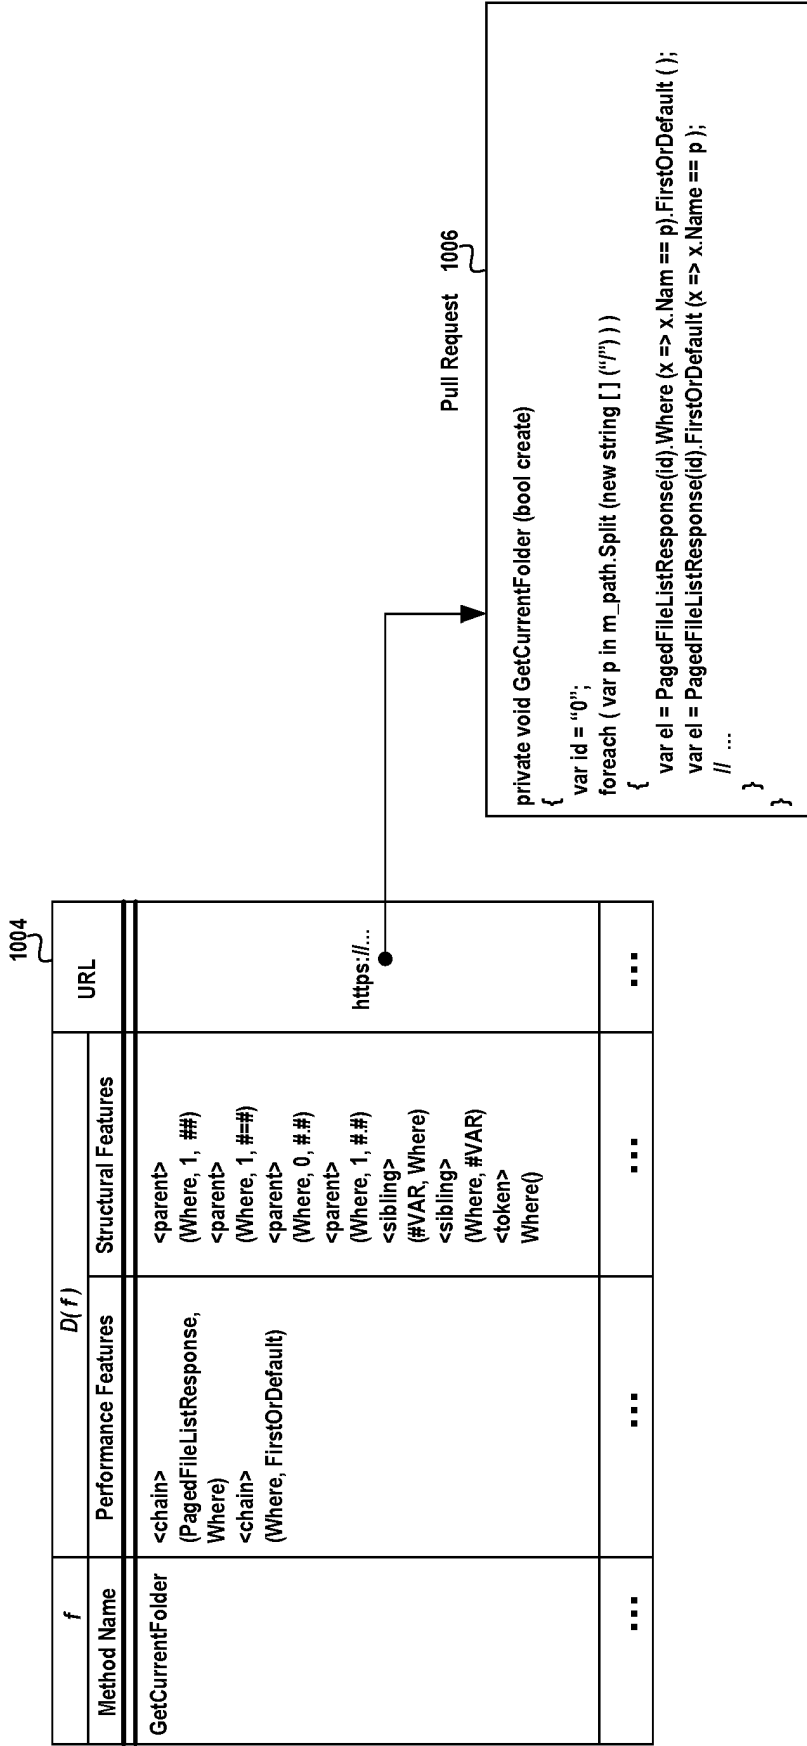 1004
f
D( f )
URL
Method Name
Performance Features
Structural Features
GetCurrentFolder
<chain>
(PagedFileListResponse,
Where)
<chain>
(Where, FirstOrDefault)
<parent>
(Where, 1, ##)
<parent>
(Where, 1, #=#)
<parent>
(Where, 0, #.#)
<parent>
(Where, 1, #.#)
<sibling>
(#VAR, Where)
<sibling>
(Where, #VAR)
<token>
Where()
https://...
...
...
...
...
Pull Request 1006
private void GetCurrentFolder (bool create)
{
var id = “0”;
foreach ( var p in m_path.Split (new string [ ] (“/”) ) )
{
var el = PagedFileListResponse(id).Where (x => x.Nam == p).FirstOrDefault ( );
var el = PagedFileListResponse(id).FirstOrDefault (x => x.Name == p );
// ...
}
}